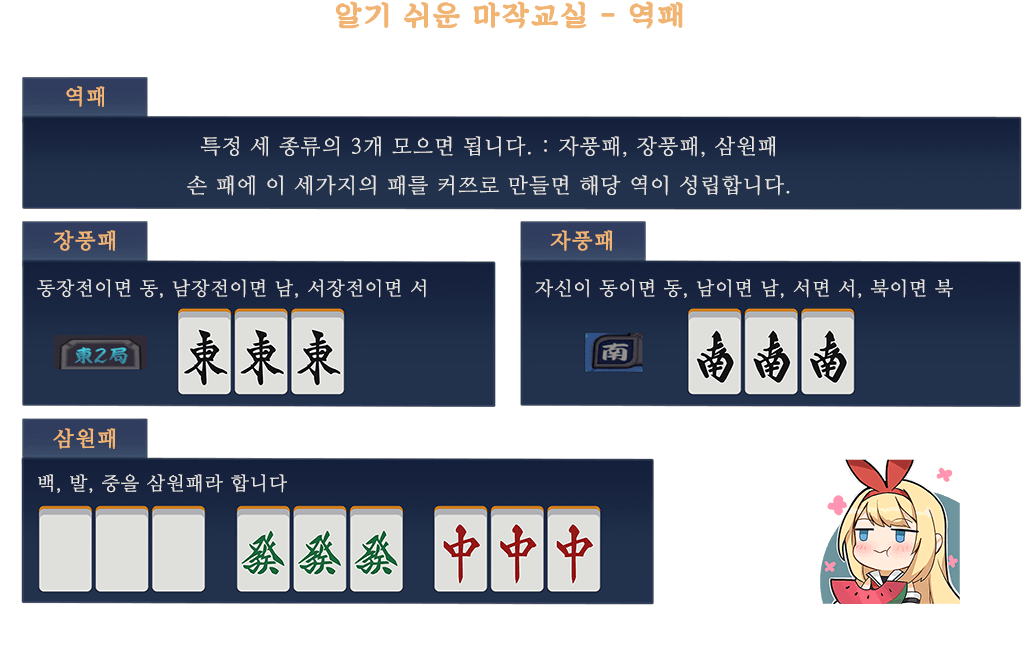 알기 쉬운 마작교실 - 역패
역패
특정 세 종류의 3개 모으면 됩니다. : 자풍패, 장풍패, 삼원패
손 패에 이 세가지의 패를 커쯔로 만들면 해당 역이 성립합니다.
장풍패
동장전이면 동, 남장전이면 남, 서장전이면 서
東2局
東 東 東
자풍패
자신이 동이면 동, 남이면 남, 서면 서, 북이면 북
南
南 南 南
삼원패
백, 발, 중을 삼원패라 합니다
發 發 發
中 中 中